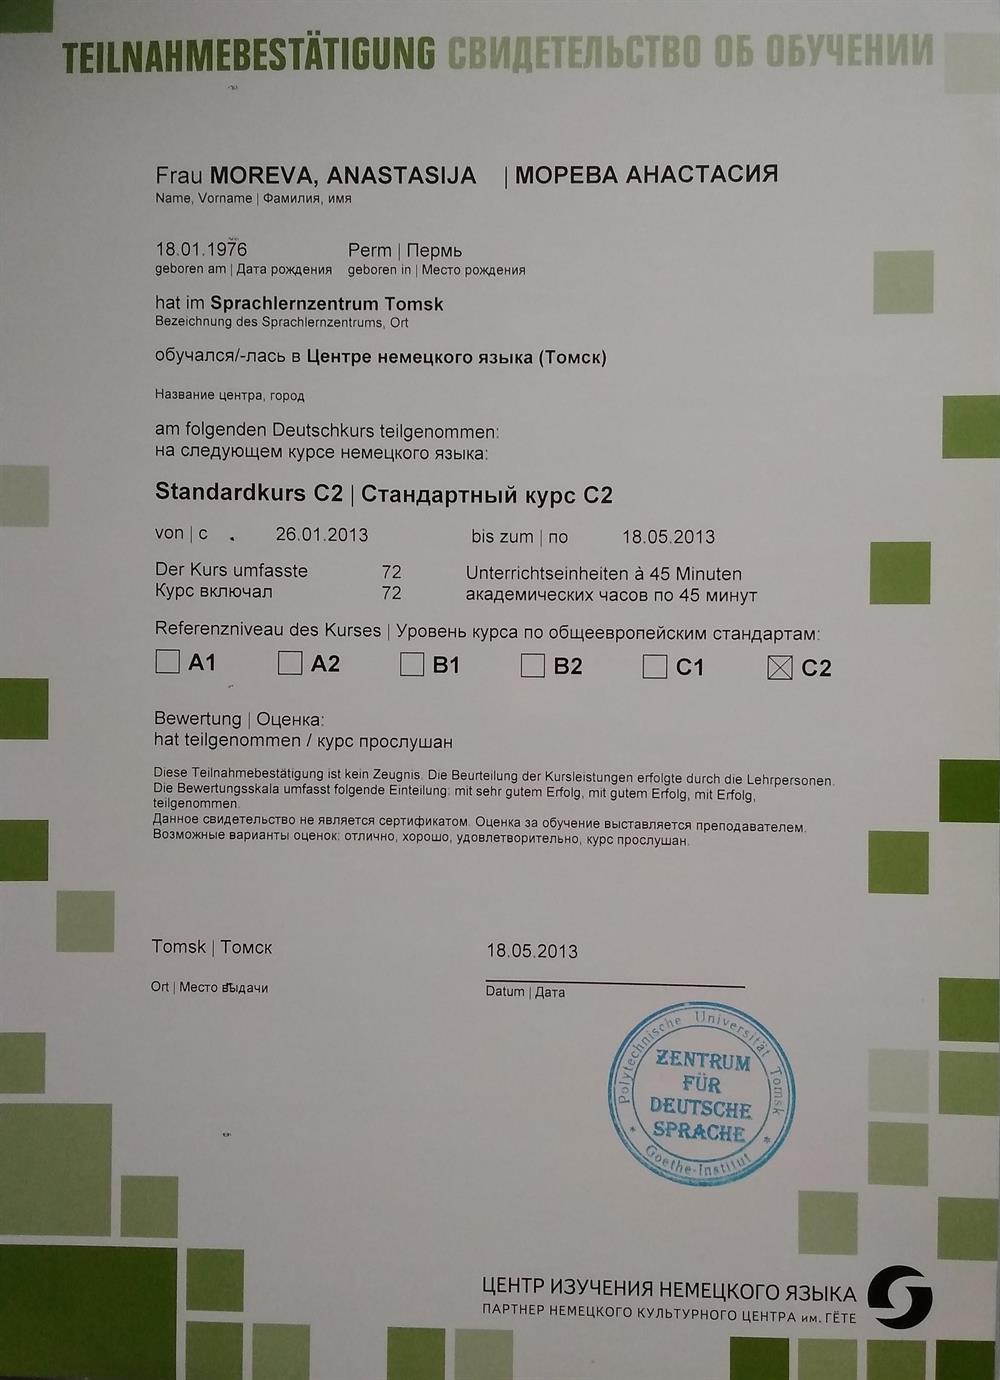 TEILNAHMEBESTÄTIGUNG СВИДЕТЕЛЬСТВО ОБ ОБУЧЕНИИ
Frau MOREVA, ANASTASIJA | МОРЕВА АНАСТАСИЯ
Name, Vorname | Фамилия, имя
18.01.1976 Perm | Пермь
geboren am | Дата рождения geboren in | Место рождения
hat im Sprachlernzentrum Tomsk
Bezeichnung des Sprachlernzentrums, Ort
обучался/-лась в Центре немецкого языка (Томск)
Название центра, город
am folgenden Deutschkurs teilgenommen:
на следующем курсе немецкого языка:
Standardkurs C2 | Стандартный курс C2
von | с 26.01.2013 bis zum | по 18.05.2013
Der Kurs umfasste 72 Unterrichtseinheiten à 45 Minuten
Курс включал 72 академических часов по 45 минут
Referenzniveau des Kurses | Уровень курса по общеевропейским стандартам:
A1 A2 B1 B2 C1 C2
Bewertung | Оценка:
hat teilgenommen / курс прослушан
Diese Teilnahmebestätigung ist kein Zeugnis. Die Beurteilung der Kursleistungen erfolgte durch die Lehrpersonen.
Die Bewertungsskala umfasst folgende Einteilung: mit sehr gutem Erfolg, mit gutem Erfolg, mit Erfolg,
teilgenommen.
Данное свидетельство не является сертификатом. Оценка за обучение выставляется преподавателем.
Возможные варианты оценок: отлично, хорошо, удовлетворительно, курс прослушан.
Tomsk | Томск 18.05.2013
Ort | Место выдачи Datum | Дата
Polytechnische Universität Tomsk
ZENTRUM
FÜR
DEUTSCHE
SPRACHE
* Goethe-Institut *
ЦЕНТР ИЗУЧЕНИЯ НЕМЕЦКОГО ЯЗЫКА
ПАРТНЕР НЕМЕЦКОГО КУЛЬТУРНОГО ЦЕНТРА им. ГЁТЕ